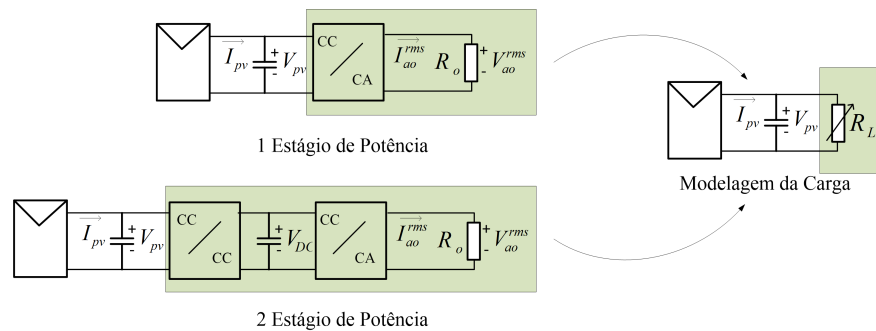 I_pv
+
-
V_pv
CC
CA
I_ao^rms
R_o
+
-
V_ao^rms
1 Estágio de Potência
I_pv
+
-
V_pv
R_L
Modelagem da Carga
I_pv
+
-
V_pv
CC
CC
+
-
V_DC
CC
CA
I_ao^rms
R_o
+
-
V_ao^rms
2 Estágio de Potência